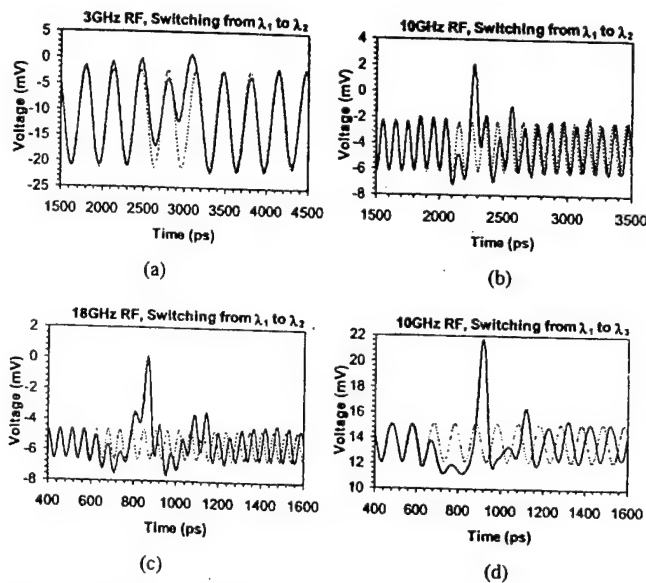 3GHz RF, Switching from λ1 to λ2
5
0
-5
-10
-15
-20
-25
Voltage (mV)
1500 2000 2500 3000 3500 4000 4500
Time (ps)
(a)
10GHz RF, Switching from λ1 to λ2
4
2
0
-2
-4
-6
-8
Voltage (mV)
1500 2000 2500 3000 3500
Time (ps)
(b)
18GHz RF, Switching from λ1 to λ2
2
0
-2
-4
-6
-8
Voltage (mV)
400 600 800 1000 1200 1400 1600
Time (ps)
(c)
10GHz RF, Switching from λ1 to λ3
22
20
18
16
14
12
10
Voltage (mV)
400 600 800 1000 1200 1400 1600
Time (ps)
(d)